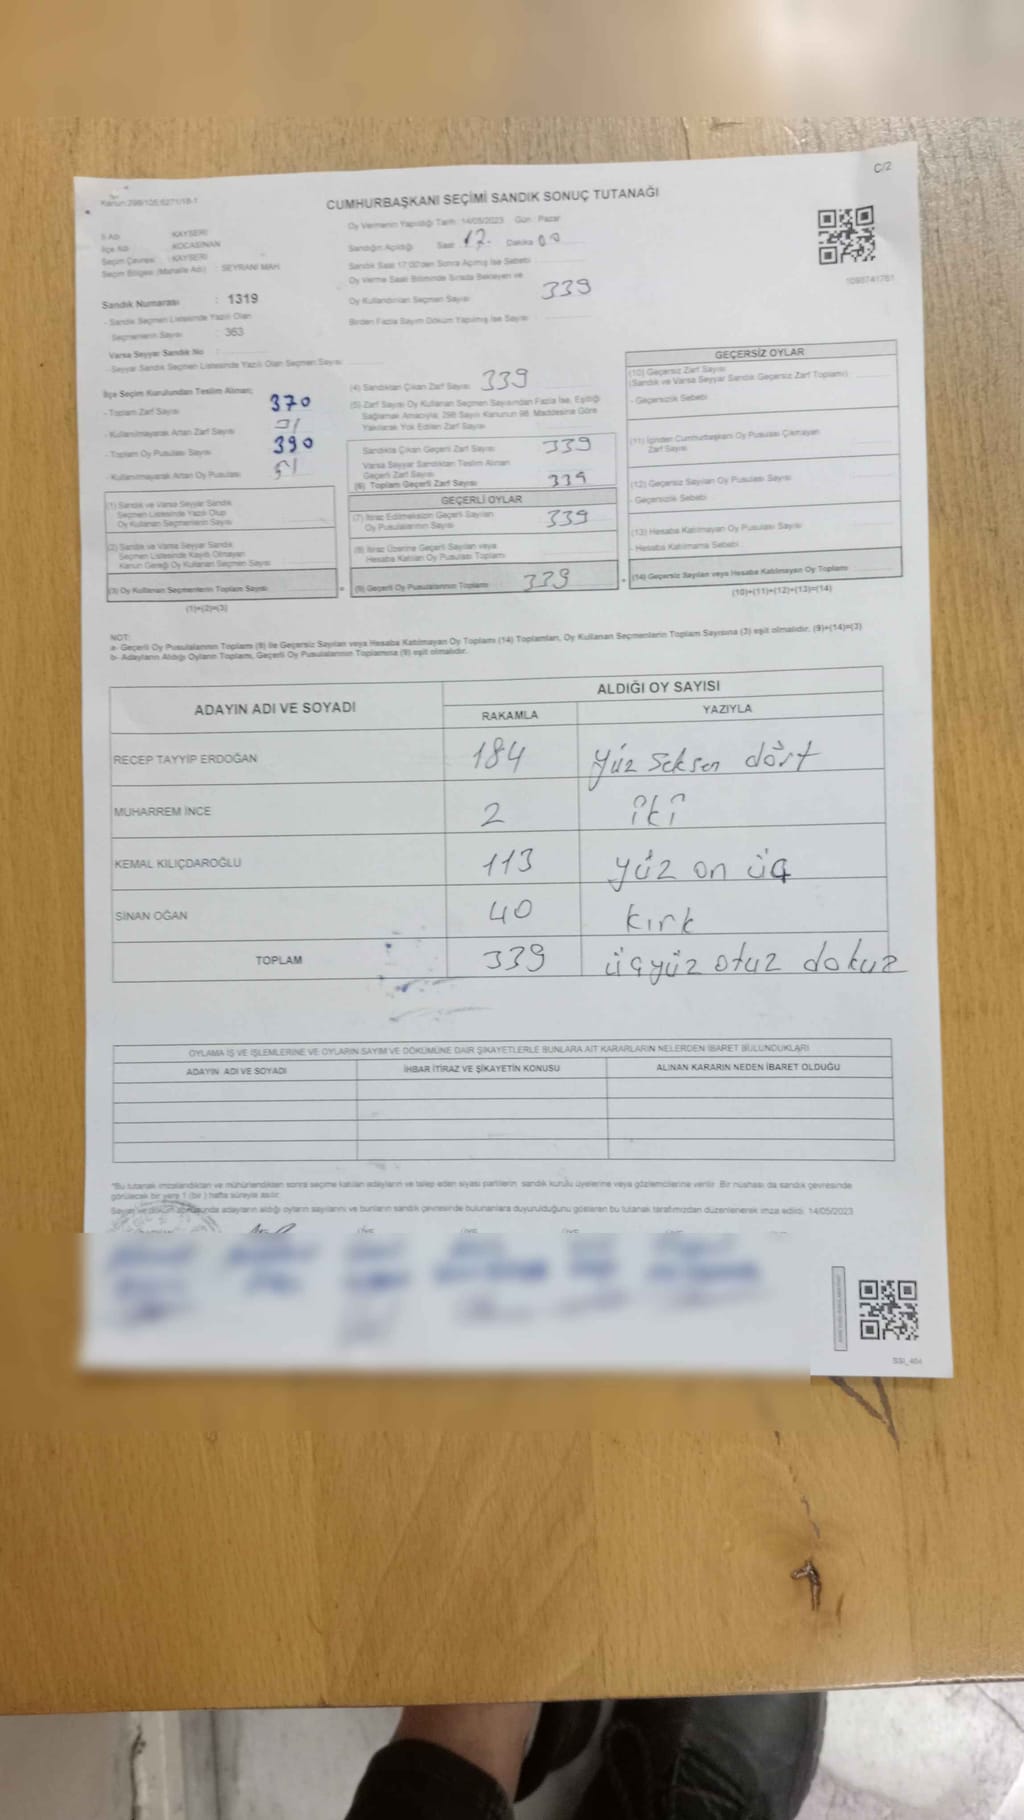 C/2
Kanun:298/105;6271/18-1
CUMHURBAŞKANI SEÇİMİ SANDIK SONUÇ TUTANAĞI
İl Adı : KAYSERİ
İlçe Adı : KOCASİNAN
Seçim Çevresi : KAYSERİ
Seçim Bölgesi (Mahalle Adı) : SEYRANİ MAH.
Sandık Numarası : 1319
- Sandık Seçmen Listesinde Yazılı Olan
Seçmenlerin Sayısı : 363
Varsa Seyyar Sandık No :
- Seyyar Sandık Seçmen Listesinde Yazılı Olan Seçmen Sayısı :
Oy Vermenin Yapıldığı Tarih : 14/05/2023 Gün : Pazar
Sandığın Açıldığı Saat 17. Dakika 00
Sandık Saat 17:00'den Sonra Açılmış İse Sebebi
Oy Verme Saati Bitiminde Sırada Bekleyen ve
Oy Kullandırılan Seçmen Sayısı 339
Birden Fazla Sayım Döküm Yapılmış İse Sayısı
1090741761
İlçe Seçim Kurulundan Teslim Alınan;
- Toplam Zarf Sayısı 370
- Kullanılmayarak Artan Zarf Sayısı 31
- Toplam Oy Pusulası Sayısı 390
- Kullanılmayarak Artan Oy Pusulası 51
(1) Sandık ve Varsa Seyyar Sandık
Seçmen Listesinde Yazılı Olup
Oy Kullanan Seçmenlerin Sayısı
(2) Sandık ve Varsa Seyyar Sandık
Seçmen Listesinde Kayıtlı Olmayan
Kanun Gereği Oy Kullanan Seçmen Sayısı
(3) Oy Kullanan Seçmenlerin Toplam Sayısı
(1)+(2)=(3)
(4) Sandıktan Çıkan Zarf Sayısı 339
(5) Zarf Sayısı Oy Kullanan Seçmen Sayısından Fazla İse, Eşitliği
Sağlamak Amacıyla, 298 Sayılı Kanunun 98. Maddesine Göre
Yakılarak Yok Edilen Zarf Sayısı
Sandıkta Çıkan Geçerli Zarf Sayısı 339
Varsa Seyyar Sandıktan Teslim Alınan
Geçerli Zarf Sayısı
(6) Toplam Geçerli Zarf Sayısı 339
GEÇERLİ OYLAR
(7) İtiraz Edilmeksizin Geçerli Sayılan
Oy Pusulalarının Sayısı 339
(8) İtiraz Üzerine Geçerli Sayılan veya
Hesaba Katılan Oy Pusulası Toplamı
= (9) Geçerli Oy Pusulalarının Toplamı 339
GEÇERSİZ OYLAR
(10) Geçersiz Zarf Sayısı
(Sandık ve Varsa Seyyar Sandık Geçersiz Zarf Toplamı)
- Geçersizlik Sebebi
(11) İçinden Cumhurbaşkanı Oy Pusulası Çıkmayan
Zarf Sayısı
(12) Geçersiz Sayılan Oy Pusulası Sayısı
- Geçersizlik Sebebi
(13) Hesaba Katılmayan Oy Pusulası Sayısı
- Hesaba Katılmama Sebebi
+ (14) Geçersiz Sayılan veya Hesaba Katılmayan Oy Toplamı
(10)+(11)+(12)+(13)=(14)
NOT:
a- Geçerli Oy Pusulalarının Toplamı (9) ile Geçersiz Sayılan veya Hesaba Katılmayan Oy Toplamı (14) Toplamları, Oy Kullanan Seçmenlerin Toplam Sayısına (3) eşit olmalıdır. (9)+(14)=(3)
b- Adayların Aldığı Oyların Toplamı, Geçerli Oy Pusulalarının Toplamına (9) eşit olmalıdır.
ADAYIN ADI VE SOYADI
ALDIĞI OY SAYISI
RAKAMLA YAZIYLA
RECEP TAYYİP ERDOĞAN 184 yüz seksen dört
MUHARREM İNCE 2 iki
KEMAL KILIÇDAROĞLU 113 yüz on üç
SİNAN OĞAN 40 kırk
TOPLAM 339 üçyüz otuz dokuz
OYLAMA İŞ VE İŞLEMLERİNE VE OYLARIN SAYIM VE DÖKÜMÜNE DAİR ŞİKAYETLERLE BUNLARA AİT KARARLARIN NELERDEN İBARET BULUNDUKLARI
ADAYIN ADI VE SOYADI İHBAR İTİRAZ VE ŞİKAYETİN KONUSU ALINAN KARARIN NEDEN İBARET OLDUĞU
"Bu tutanak imzalandıktan ve mühürlendikten sonra seçime katılan adayların ve talep eden siyasi partilerin sandık kurulu üyelerine veya gözlemcilerine verilir. Bir nüshası da sandık çevresinde
görülecek bir yere 1 (bir ) hafta süreyle asılır.
Sayım ve döküm sonucunda adayların aldığı oyların sayılarını ve bunların sandık çevresinde bulunanlara duyurulduğunu gösteren bu tutanak tarafımızdan düzenlenerek imza edildi. 14/05/2023
SSI_404